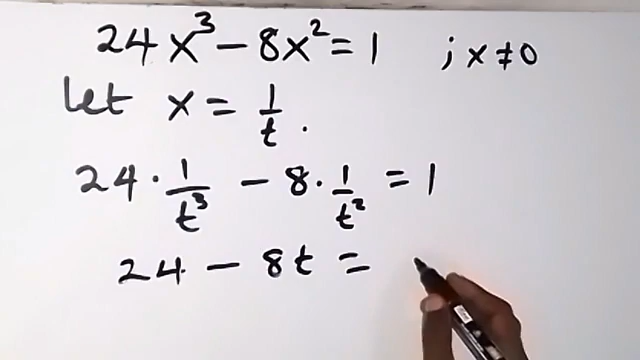 24x³ − 8x² = 1 ; x ≠ 0
Let x = 1/t .
24 · 1/t³ − 8 · 1/t² = 1
24 − 8t =